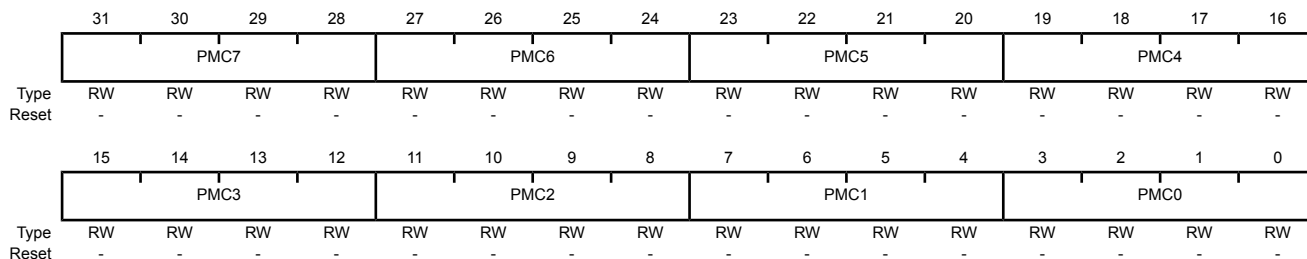 31 30 29 28 27 26 25 24 23 22 21 20 19 18 17 16
PMC7 PMC6 PMC5 PMC4
Type RW RW RW RW RW RW RW RW RW RW RW RW RW RW RW RW
Reset - - - - - - - - - - - - - - - -
15 14 13 12 11 10 9 8 7 6 5 4 3 2 1 0
PMC3 PMC2 PMC1 PMC0
Type RW RW RW RW RW RW RW RW RW RW RW RW RW RW RW RW
Reset - - - - - - - - - - - - - - - -